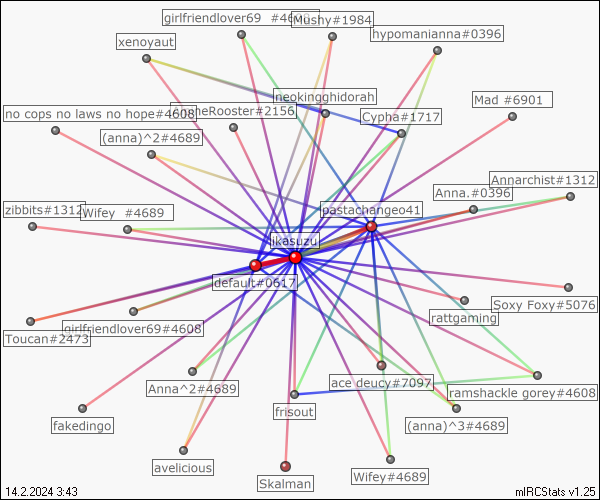 girlfriendlover69 #4608
Mushy#1984
hypomanianna#0396
xenoyaut
neokingghidorah
Mad #6901
no cops no laws no hope#4608
heRooster#2156
Cypha#1717
(anna)^2#4689
Annarchist#1312
Anna.#0396
zibbits#1312
Wifey #4689
pastachangeo41
likasuzu
default#0617
Soxy Foxy#5076
rattgaming
Toucan#2473
girlfriendlover69#4608
Anna^2#4689
ace deucy#7097
ramshackle gorey#4608
frisout
fakedingo
(anna)^3#4689
avelicious
Skalman
Wifey#4689
14.2.2024 3:43
mIRCStats v1.25